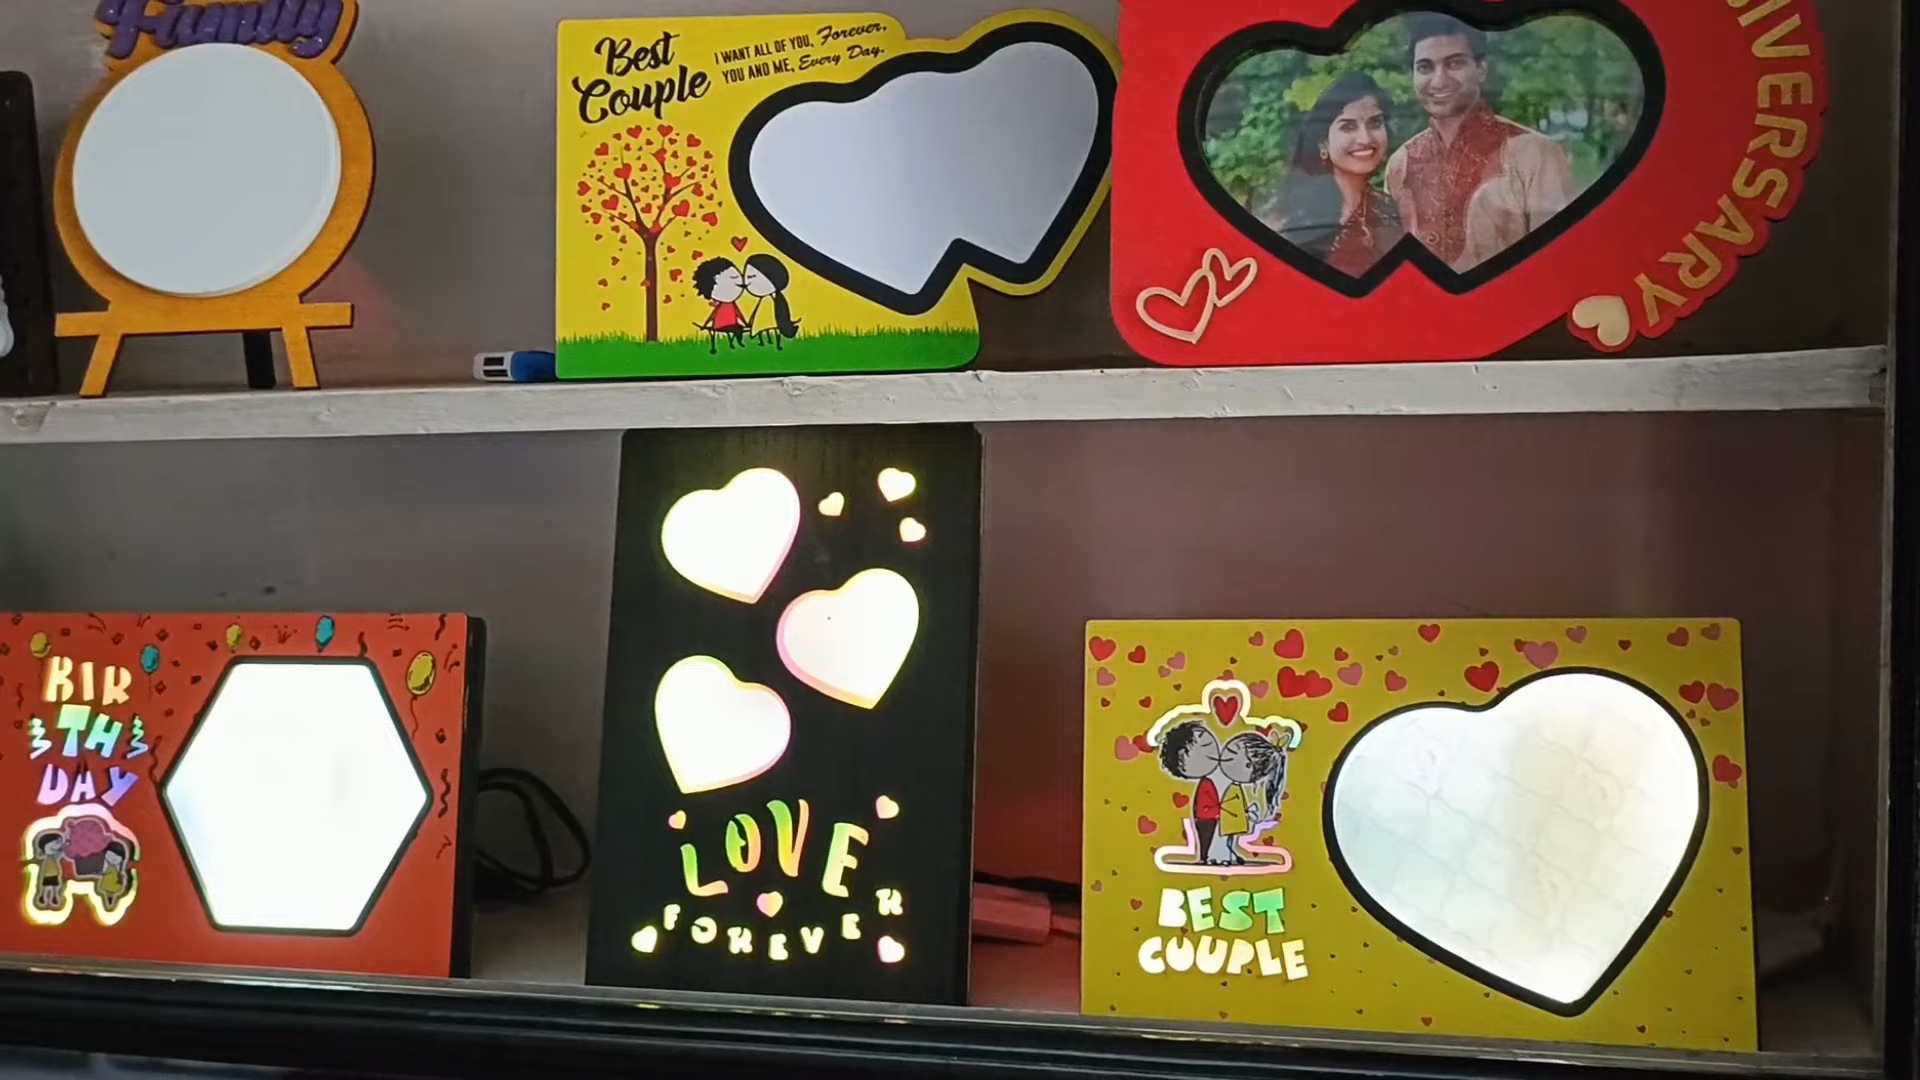 Family
Best
Couple
I WANT ALL OF YOU, Forever,
YOU AND ME, Every Day.
IVERSARY
BIR
TH
DAY
LOVE
FOREVER
BEST
COUPLE